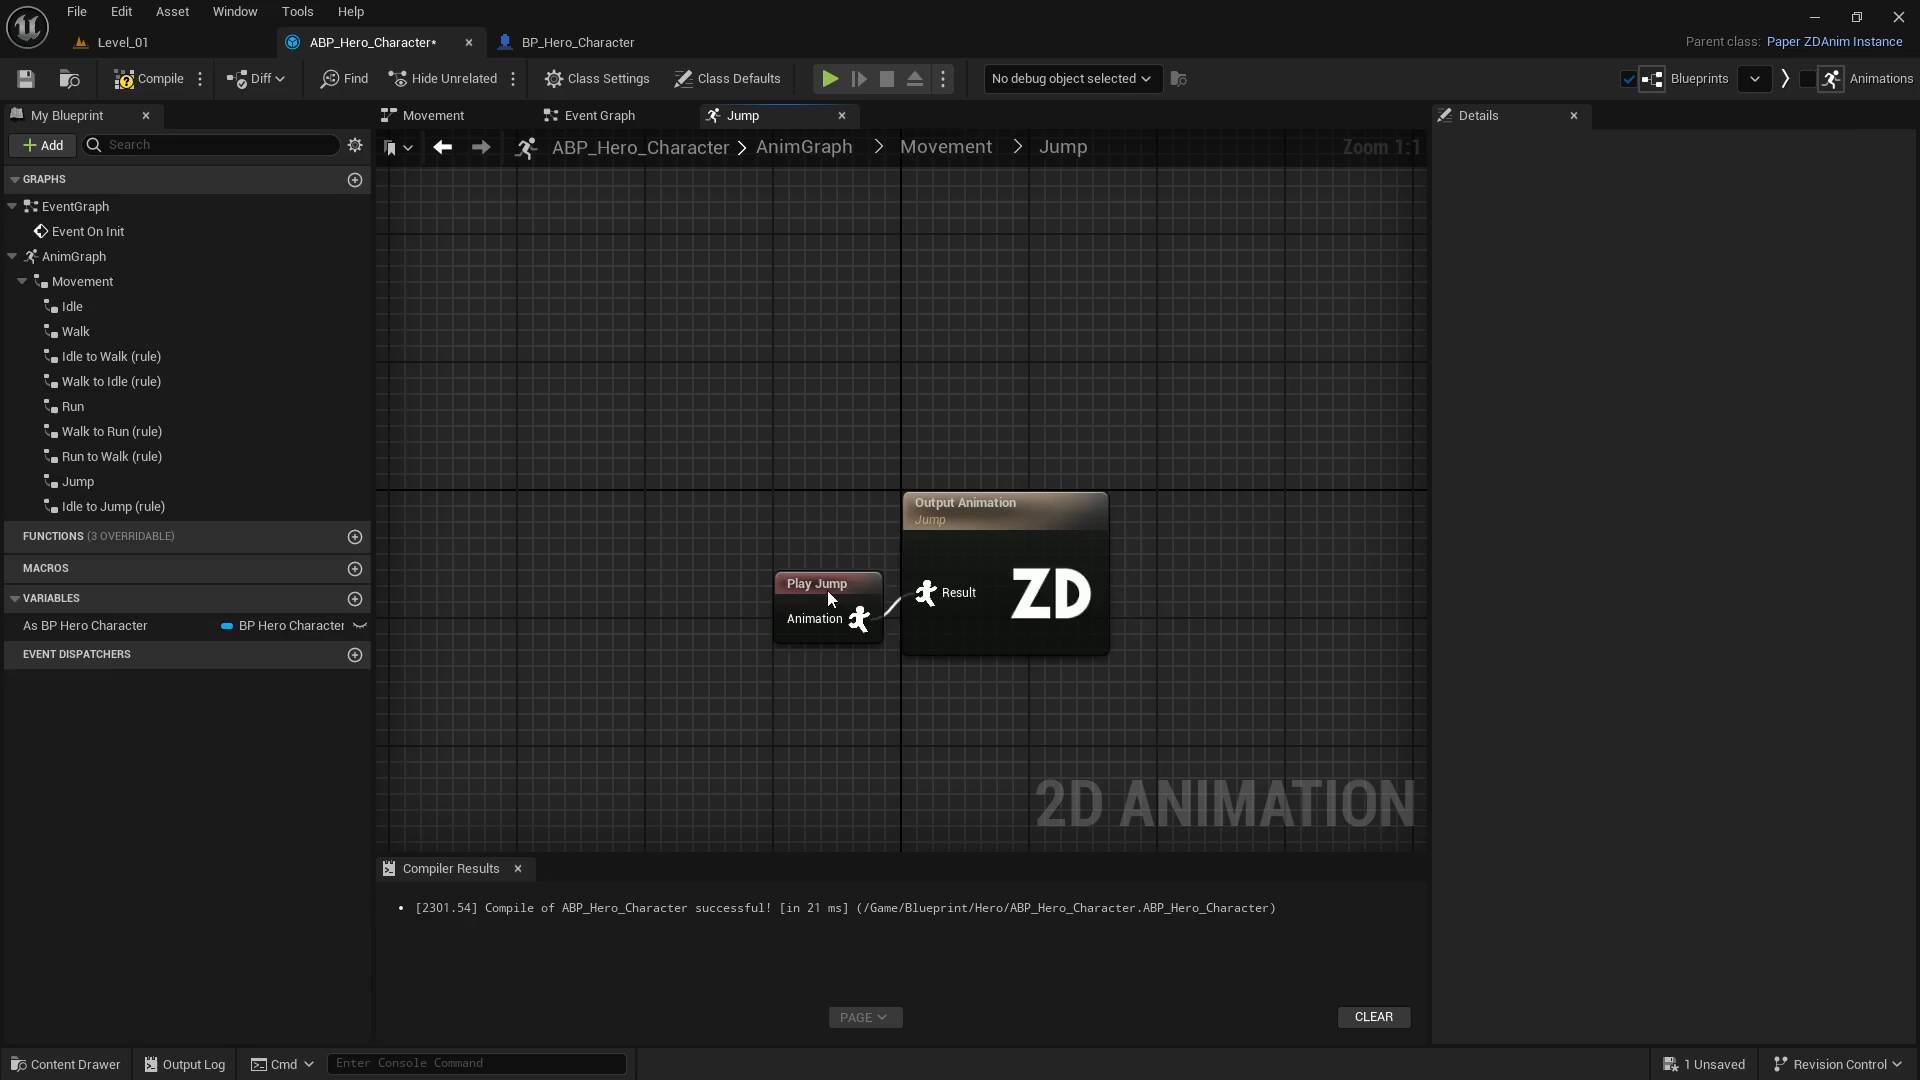 File Edit Asset Window Tools Help
Level_01
ABP_Hero_Character*
BP_Hero_Character
Parent class: Paper ZDAnim Instance
Compile
Diff
Find
Hide Unrelated
Class Settings
Class Defaults
No debug object selected
Blueprints
Animations
My Blueprint
Movement
Event Graph
Jump
Details
Add
Search
ABP_Hero_Character > AnimGraph > Movement > Jump
Zoom 1:1
GRAPHS
EventGraph
Event On Init
AnimGraph
Movement
Idle
Walk
Idle to Walk (rule)
Walk to Idle (rule)
Run
Walk to Run (rule)
Run to Walk (rule)
Jump
Idle to Jump (rule)
FUNCTIONS (3 OVERRIDABLE)
MACROS
VARIABLES
As BP Hero Character BP Hero Character
EVENT DISPATCHERS
Output Animation
Jump
Result
ZD
Play Jump
Animation
2D ANIMATION
Compiler Results
• [2301.54] Compile of ABP_Hero_Character successful! [in 21 ms] (/Game/Blueprint/Hero/ABP_Hero_Character.ABP_Hero_Character)
PAGE
CLEAR
Content Drawer
Output Log
Cmd
Enter Console Command
1 Unsaved
Revision Control